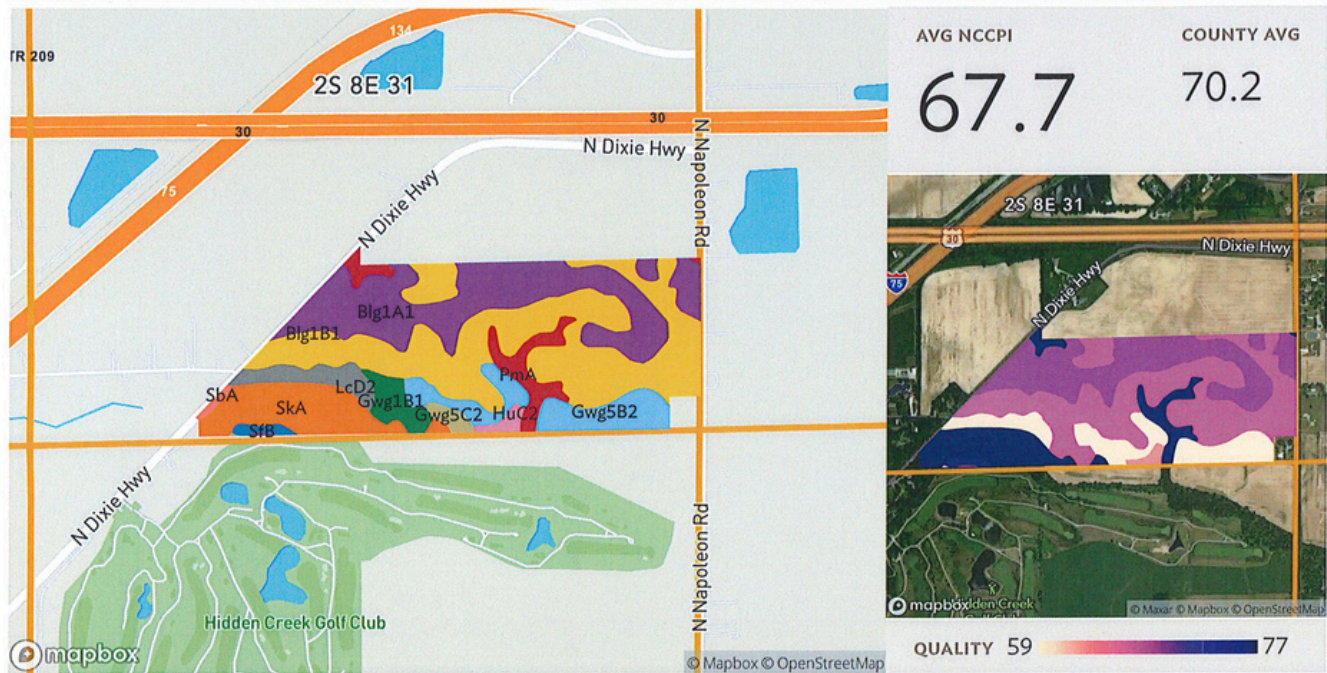 TR 209
134
2S 8E 31
30
30
N Dixie Hwy
N Napoleon Rd
75
N Dixie Hwy
Blg1A1
Blg1B1
PmA
LcD2
SbA
Gwg1B1
SkA
Gwg5C2
HuC2
Gwg5B2
SfB
N Dixie Hwy
N Napoleon Rd
Hidden Creek Golf Club
mapbox
© Mapbox © OpenStreetMap
AVG NCCPI
COUNTY AVG
67.7
70.2
2S 8E 31
30
N Dixie Hwy
75
N Dixie Hwy
mapbox
Hidden Creek
© Maxar © Mapbox © OpenStreetMap
QUALITY 59 77